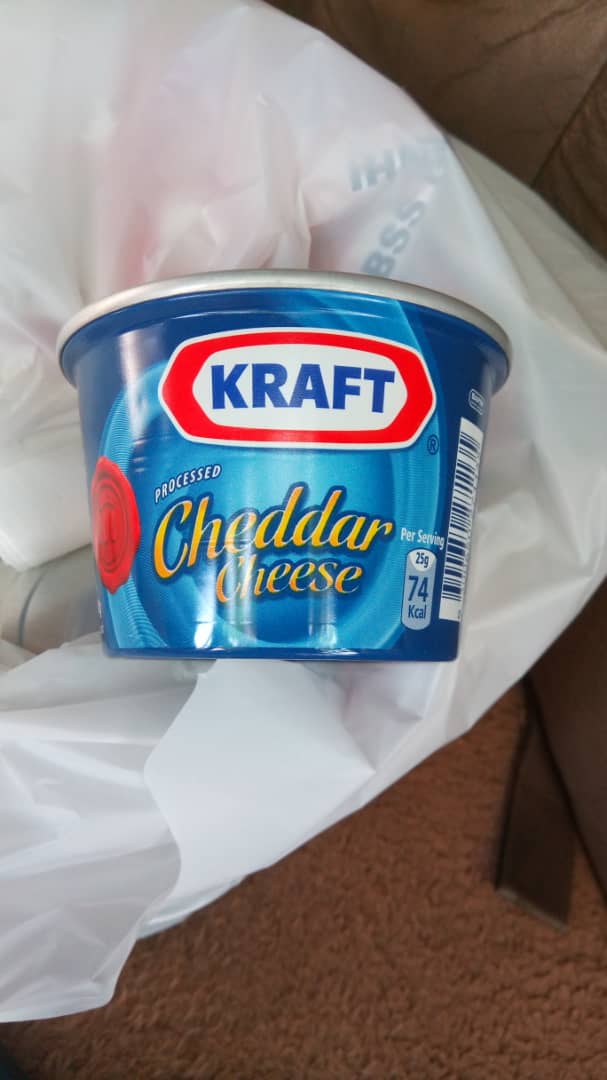 KRAFT
®
PROCESSED
Cheddar
Cheese
Per Serving
25g
74
Kcal